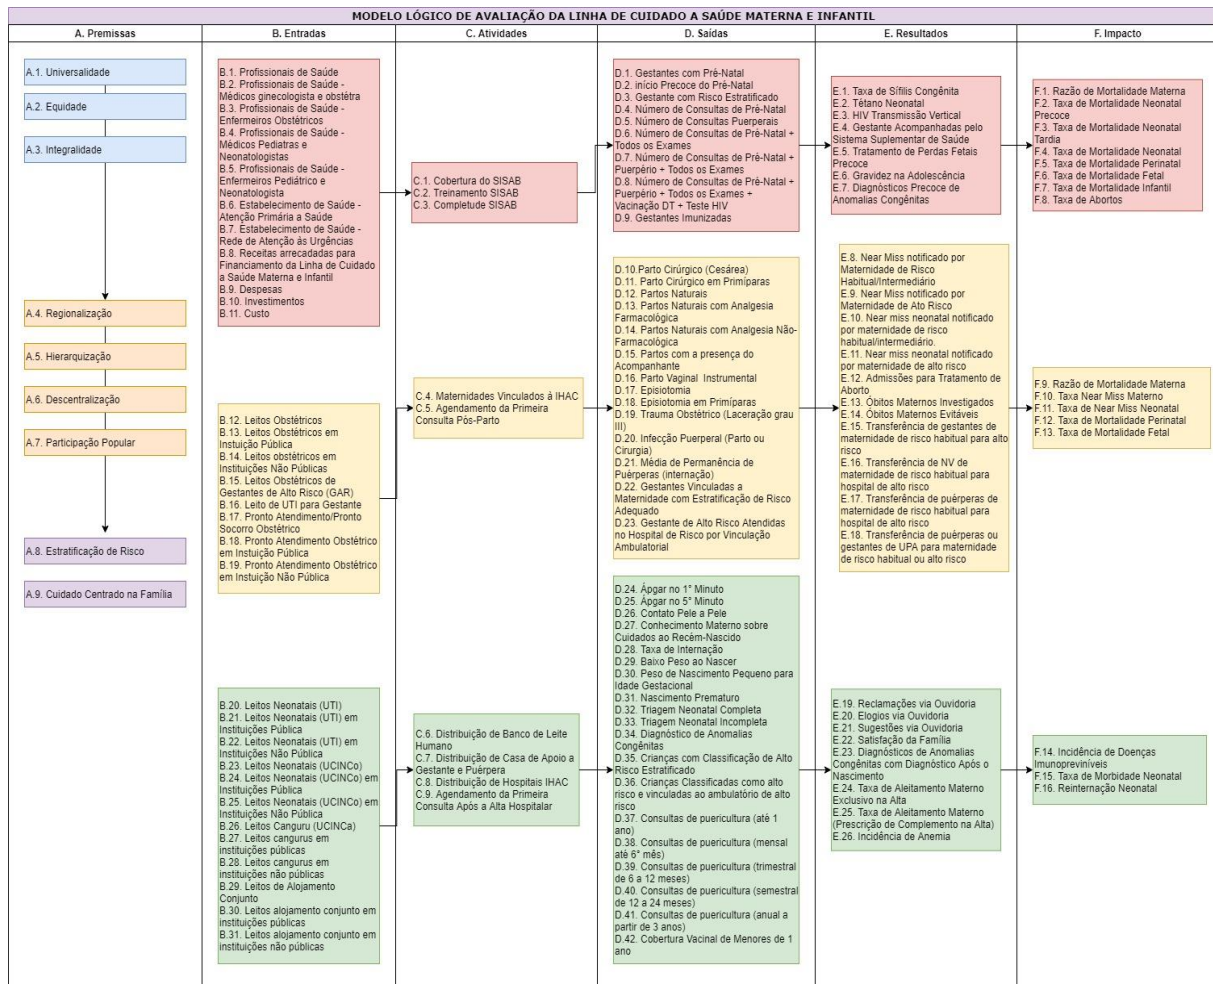 MODELO LÓGICO DE AVALIAÇÃO DA LINHA DE CUIDADO A SAÚDE MATERNA E INFANTIL
A. Premissas
B. Entradas
C. Atividades
D. Saídas
E. Resultados
F. Impacto
A.1. Universalidade
A.2. Equidade
A.3. Integralidade
A.4. Regionalização
A.5. Hierarquização
A.6. Descentralização
A.7. Participação Popular
A.8. Estratificação de Risco
A.9. Cuidado Centrado na Família
B.1. Profissionais de Saúde
B.2. Profissionais de Saúde -
Médicos ginecologista e obstétra
B.3. Profissionais de Saúde -
Enfermeiros Obstétricos
B.4. Profissionais de Saúde -
Médicos Pediatras e
Neonatologistas
B.5. Profissionais de Saúde -
Enfermeiros Pediátrico e
Neonatologista
B.6. Estabelecimento de Saúde -
Atenção Primária a Saúde
B.7. Estabelecimento de Saúde -
Rede de Atenção ás Urgências
B.8. Receitas arrecadadas para
Financiamento da Linha de Cuidado
a Saúde Materna e Infantil
B.9. Despesas
B.10. Investimentos
B.11. Custo
C.1. Cobertura do SISAB
C.2. Treinamento SISAB
C.3. Completude SISAB
D.1. Gestantes com Pré-Natal
D.2. início Precoce do Pré-Natal
D.3. Gestante com Risco Estratificado
D.4. Número de Consultas de Pré-Natal
D.5. Número de Consultas Puerperais
D.6. Número de Consultas de Pré-Natal +
Todos os Exames
D.7. Número de Consultas de Pré-Natal +
Puerpério + Todos os Exames
D.8. Número de Consultas de Pré-Natal +
Puerpério + Todos os Exames +
Vacinação DT + Teste HIV
D.9. Gestantes Imunizadas
E.1. Taxa de Sífilis Congênita
E.2. Tétano Neonatal
E.3. HIV Transmissão Vertical
E.4. Gestante Acompanhadas pelo
Sistema Suplementar de Saúde
E.5. Tratamento de Perdas Fetais
Precoce
E.6. Gravidez na Adolescência
E.7. Diagnósticos Precoce de
Anomalias Congênitas
F.1. Razão de Mortalidade Materna
F.2. Taxa de Mortalidade Neonatal
Precoce
F.3. Taxa de Mortalidade Neonatal
Tardia
F.4. Taxa de Mortalidade Neonatal
F.5. Taxa de Mortalidade Perinatal
F.6. Taxa de Mortalidade Fetal
F.7. Taxa de Mortalidade Infantil
F.8. Taxa de Abortos
B.12. Leitos Obstétricos
B.13. Leitos Obstétricos em
Instuição Pública
B.14. Leitos obstétricos em
Instituições Não Públicas
B.15. Leitos Obstétricos de
Gestantes de Alto Risco (GAR)
B.16. Leito de UTI para Gestante
B.17. Pronto Atendimento/Pronto
Socorro Obstétrico
B.18. Pronto Atendimento Obstétrico
em Instuição Pública
B.19. Pronto Atendimento Obstétrico
em Instuição Não Pública
C.4. Maternidades Vinculados à IHAC
C.5. Agendamento da Primeira
Consulta Pós-Parto
D.10.Parto Cirúrgico (Cesárea)
D.11. Parto Cirúrgico em Primíparas
D.12. Partos Naturais
D.13. Partos Naturais com Analgesia
Farmacológica
D.14. Partos Naturais com Analgesia Não-
Farmacológica
D.15. Partos com a presença do
Acompanhante
D.16. Parto Vaginal Instrumental
D.17. Episiotomia
D.18. Episiotomia em Primíparas
D.19. Trauma Obstétrico (Laceração grau
III)
D.20. Infecção Puerperal (Parto ou
Cirurgia)
D.21. Média de Permanência de
Puérperas (internação)
D.22. Gestantes Vinculadas a
Maternidade com Estratificação de Risco
Adequado
D.23. Gestante de Alto Risco Atendidas
no Hospital de Risco por Vinculação
Ambulatorial
E.8. Near Miss notificado por
Maternidade de Risco
Habitual/Intermediário
E.9. Near Miss notificado por
Maternidade de Ato Risco
E.10. Near miss neonatal notificado
por maternidade de risco
habitual/intermediário.
E.11. Near miss neonatal notificado
por maternidade de alto risco
E.12. Admissões para Tratamento de
Aborto
E.13. Óbitos Maternos Investigados
E.14. Óbitos Maternos Evitáveis
E.15. Transferência de gestantes de
maternidade de risco habitual para alto
risco
E.16. Transferência de NV de
maternidade de risco habitual para
hospital de alto risco
E.17. Transferência de puérperas de
maternidade de risco habitual para
hospital de alto risco
E.18. Transferência de puérperas ou
gestantes de UPA para maternidade
de risco habitual ou alto risco
F.9. Razão de Mortalidade Materna
F.10. Taxa Near Miss Materno
F.11. Taxa de Near Miss Neonatal
F.12. Taxa de Mortalidade Perinatal
F.13. Taxa de Mortalidade Fetal
B.20. Leitos Neonatais (UTI)
B.21. Leitos Neonatais (UTI) em
Instituições Pública
B.22. Leitos Neonatais (UTI) em
Instituições Não Pública
B.23. Leitos Neonatais (UCINCo)
B.24. Leitos Neonatais (UCINCo) em
Instituições Pública
B.25. Leitos Neonatais (UCINCo) em
Instituições Não Pública
B.26. Leitos Canguru (UCINCa)
B.27. Leitos cangurus em
instituições públicas
B.28. Leitos cangurus em
instituições não públicas
B.29. Leitos de Alojamento
Conjunto
B.30. Leitos alojamento conjunto em
instituições públicas
B.31. Leitos alojamento conjunto em
instituições não públicas
C.6. Distribuição de Banco de Leite
Humano
C.7. Distribuição de Casa de Apoio a
Gestante e Puérpera
C.8. Distribuição de Hospitais IHAC
C.9. Agendamento da Primeira
Consulta Após a Alta Hospitalar
D.24. Ápgar no 1° Minuto
D.25. Ápgar no 5° Minuto
D.26. Contato Pele a Pele
D.27. Conhecimento Materno sobre
Cuidados ao Recém-Nascido
D.28. Taxa de Internação
D.29. Baixo Peso ao Nascer
D.30. Peso de Nascimento Pequeno para
Idade Gestacional
D.31. Nascimento Prematuro
D.32. Triagem Neonatal Completa
D.33. Triagem Neonatal Incompleta
D.34. Diagnóstico de Anomalias
Congênitas
D.35. Crianças com Classificação de Alto
Risco Estratificado
D.36. Crianças Classificadas como alto
risco e vinculadas ao ambulatório de alto
risco
D.37. Consultas de puericultura (até 1
ano)
D.38. Consultas de puericultura (mensal
até 6° mês)
D.39. Consultas de puericultura (trimestral
de 6 a 12 meses)
D.40. Consultas de puericultura (semestral
de 12 a 24 meses)
D.41. Consultas de puericultura (anual a
partir de 3 anos)
D.42. Cobertura Vacinal de Menores de 1
ano
E.19. Reclamações via Ouvidoria
E.20. Elogios via Ouvidoria
E.21. Sugestões via Ouvidoria
E.22. Satisfação da Família
E.23. Diagnósticos de Anomalias
Congênitas com Diagnóstico Após o
Nascimento
E.24. Taxa de Aleitamento Materno
Exclusivo na Alta
E.25. Taxa de Aleitamento Materno
(Prescrição de Complemento na Alta)
E.26. Incidência de Anemia
F.14. Incidência de Doenças
Imunopreviníveis
F.15. Taxa de Morbidade Neonatal
F.16. Reinternação Neonatal